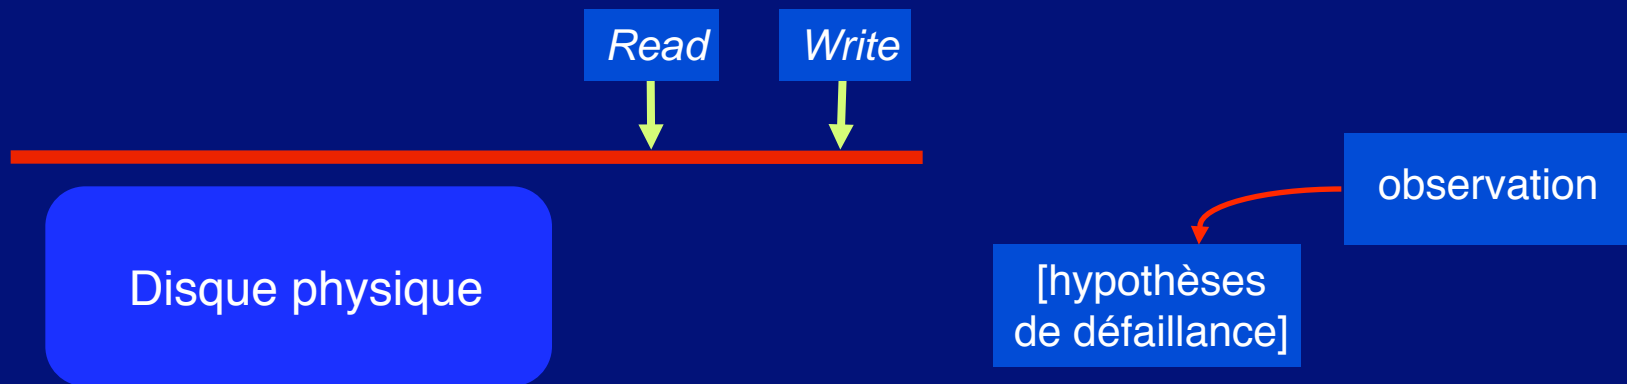 Read
Write
observation
Disque physique
[hypothèses
de défaillance]